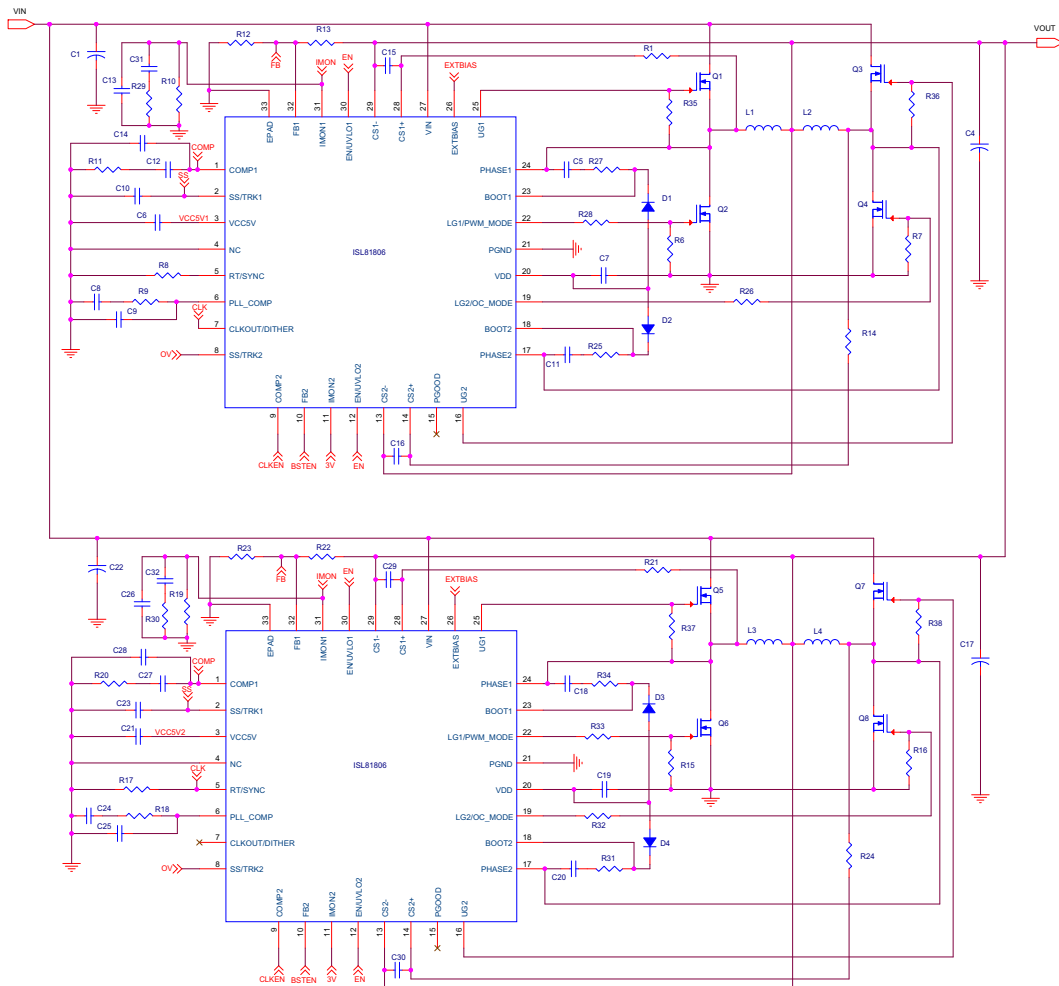 VIN
VOUT
R12
R13
C1
C31
C13
R29
R10
FB
IMON
EN
C15
EXTBIAS
R1
Q1
R35
Q3
R36
L1
L2
C4
33
32
31
30
29
28
27
26
25
EPAD
FB1
IMON1
EN/UVLO1
CS1-
CS1+
VIN
EXTBIAS
UG1
C14
COMP
R11
C12
1
COMP1
SS
C10
2
SS/TRK1
C6
VCC5V1
3
VCC5V
4
NC
R8
5
RT/SYNC
C8
R9
6
PLL_COMP
C9
CLK
7
CLKOUT/DITHER
OV
8
SS/TRK2
ISL81806
PHASE1
24
C5
R27
BOOT1
23
D1
LG1/PWM_MODE
22
R28
Q2
R6
PGND
21
VDD
20
C7
LG2/OC_MODE
19
R26
BOOT2
18
D2
PHASE2
17
C11
R25
Q4
R7
R14
COMP2
FB2
IMON2
EN/UVLO2
CS2-
CS2+
PGOOD
UG2
9
10
11
12
13
14
15
16
CLKEN
BSTEN
3V
EN
C16
R23
R22
C22
C32
C26
R30
R19
FB
IMON
EN
C29
EXTBIAS
R21
Q5
R37
Q7
R38
L3
L4
C17
33
32
31
30
29
28
27
26
25
EPAD
FB1
IMON1
EN/UVLO1
CS1-
CS1+
VIN
EXTBIAS
UG1
C28
COMP
R20
C27
1
COMP1
SS
C23
2
SS/TRK1
C21
VCC5V2
3
VCC5V
4
NC
CLK
R17
5
RT/SYNC
C24
R18
6
PLL_COMP
C25
7
CLKOUT/DITHER
OV
8
SS/TRK2
ISL81806
PHASE1
24
C18
R34
BOOT1
23
D3
LG1/PWM_MODE
22
R33
Q6
R15
PGND
21
VDD
20
C19
LG2/OC_MODE
19
R32
BOOT2
18
D4
PHASE2
17
C20
R31
Q8
R16
R24
COMP2
FB2
IMON2
EN/UVLO2
CS2-
CS2+
PGOOD
UG2
9
10
11
12
13
14
15
16
CLKEN
BSTEN
3V
EN
C30